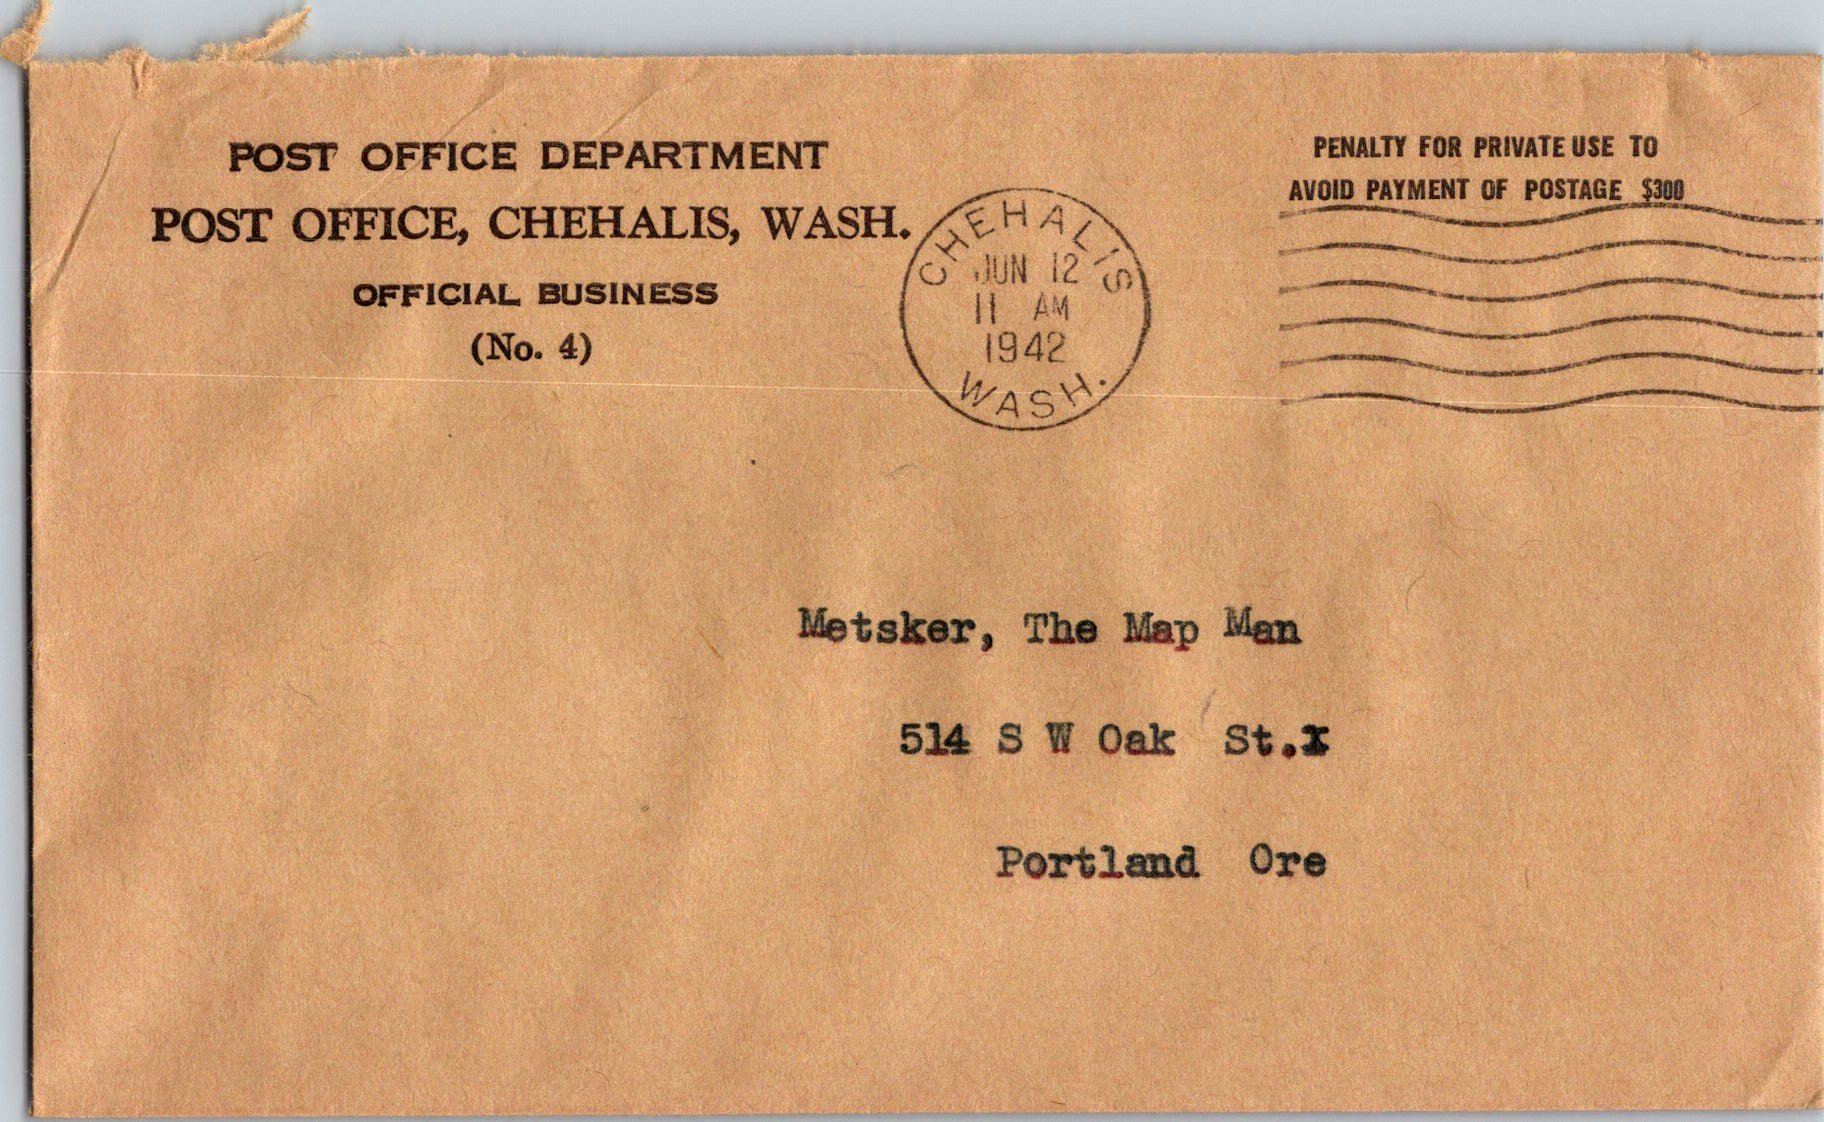 POST OFFICE DEPARTMENT
POST OFFICE, CHEHALIS, WASH.
OFFICIAL BUSINESS
(No. 4)
CHEHALIS
JUN 12
11 AM
1942
WASH.
PENALTY FOR PRIVATE USE TO
AVOID PAYMENT OF POSTAGE $300
Metsker, The Map Man
514 S W Oak St.x
Portland Ore